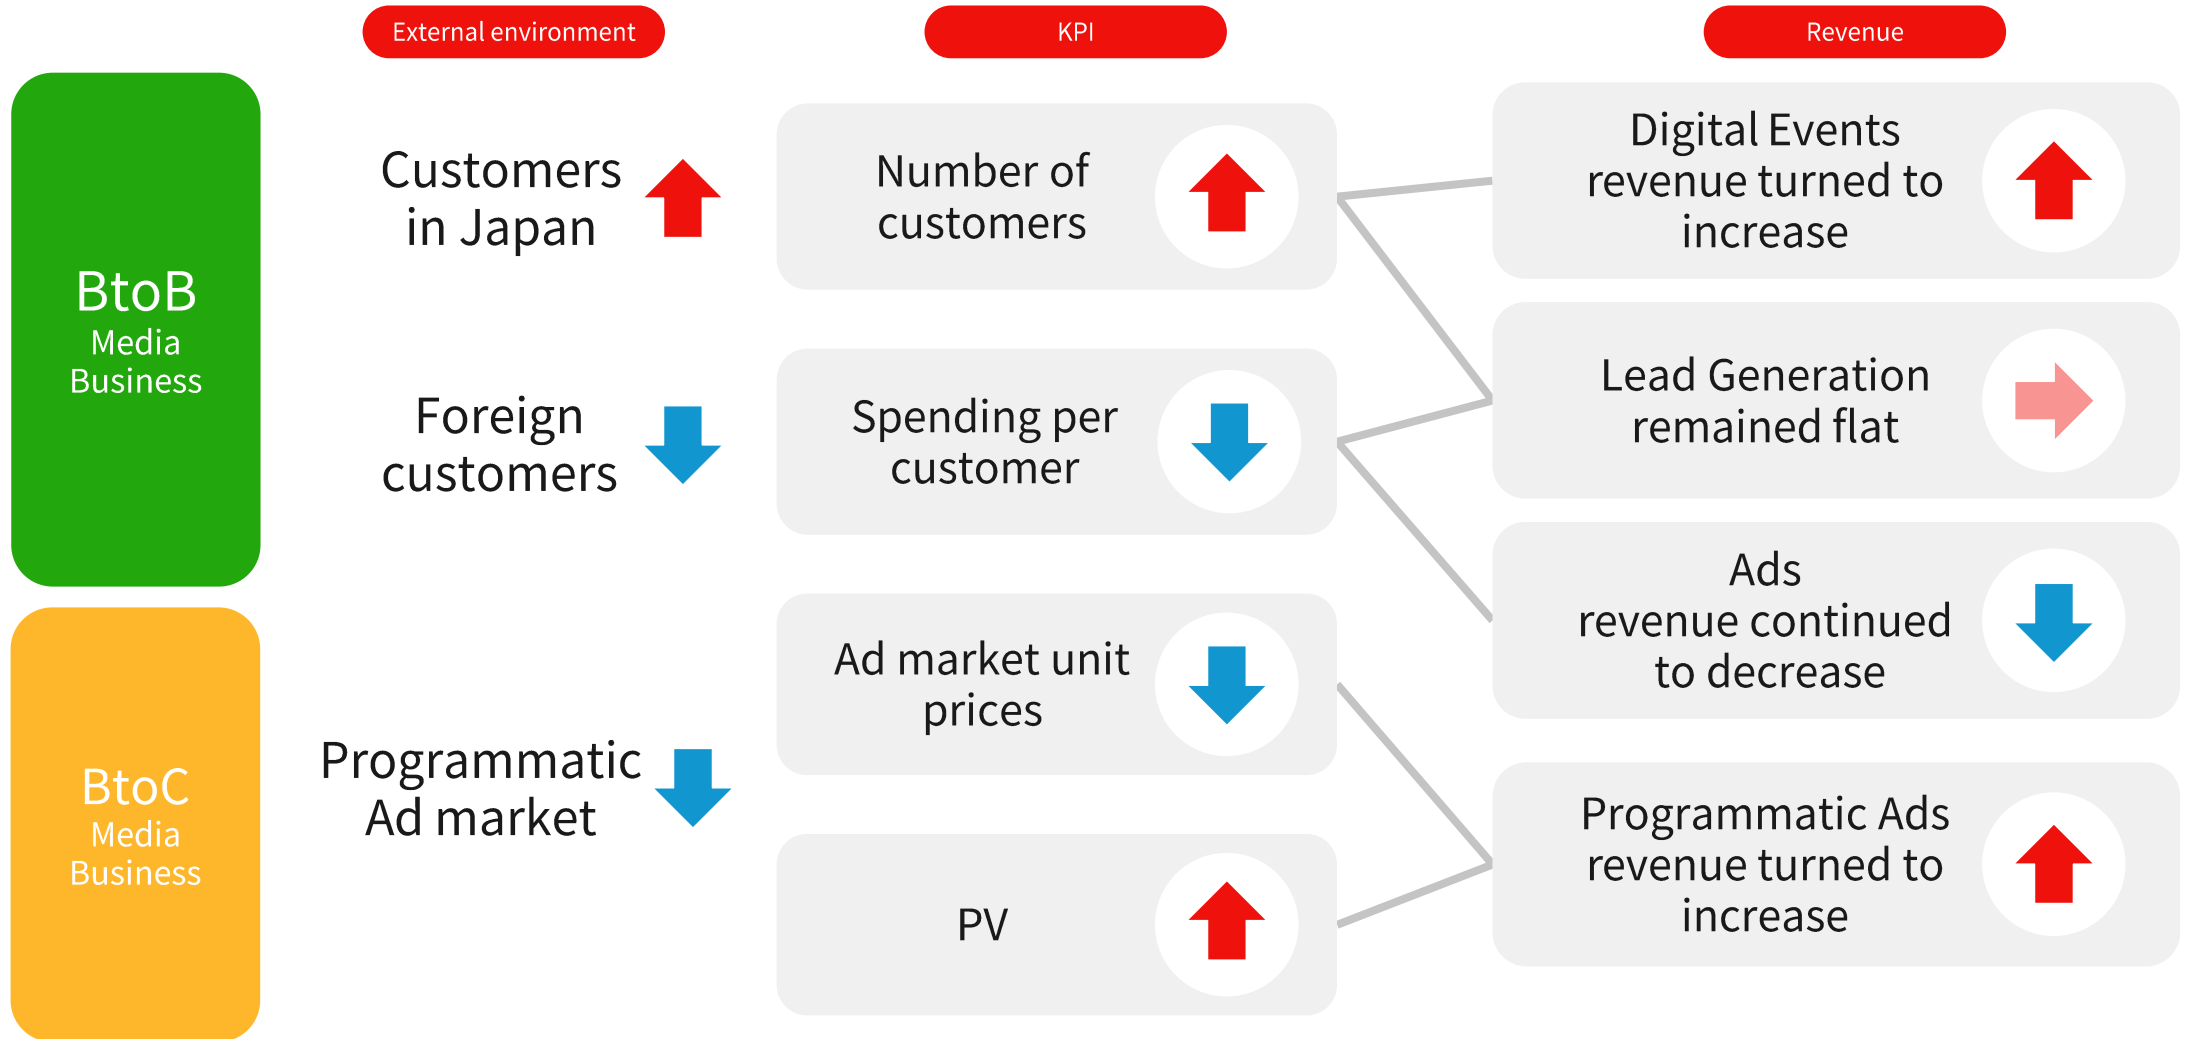 External environment
KPI
Revenue
BtoB
Media
Business
Customers
in Japan
Number of
customers
Digital Events
revenue turned to
increase
Foreign
customers
Spending per
customer
Lead Generation
remained flat
Ads
revenue continued
to decrease
BtoC
Media
Business
Programmatic
Ad market
Ad market unit
prices
PV
Programmatic Ads
revenue turned to
increase